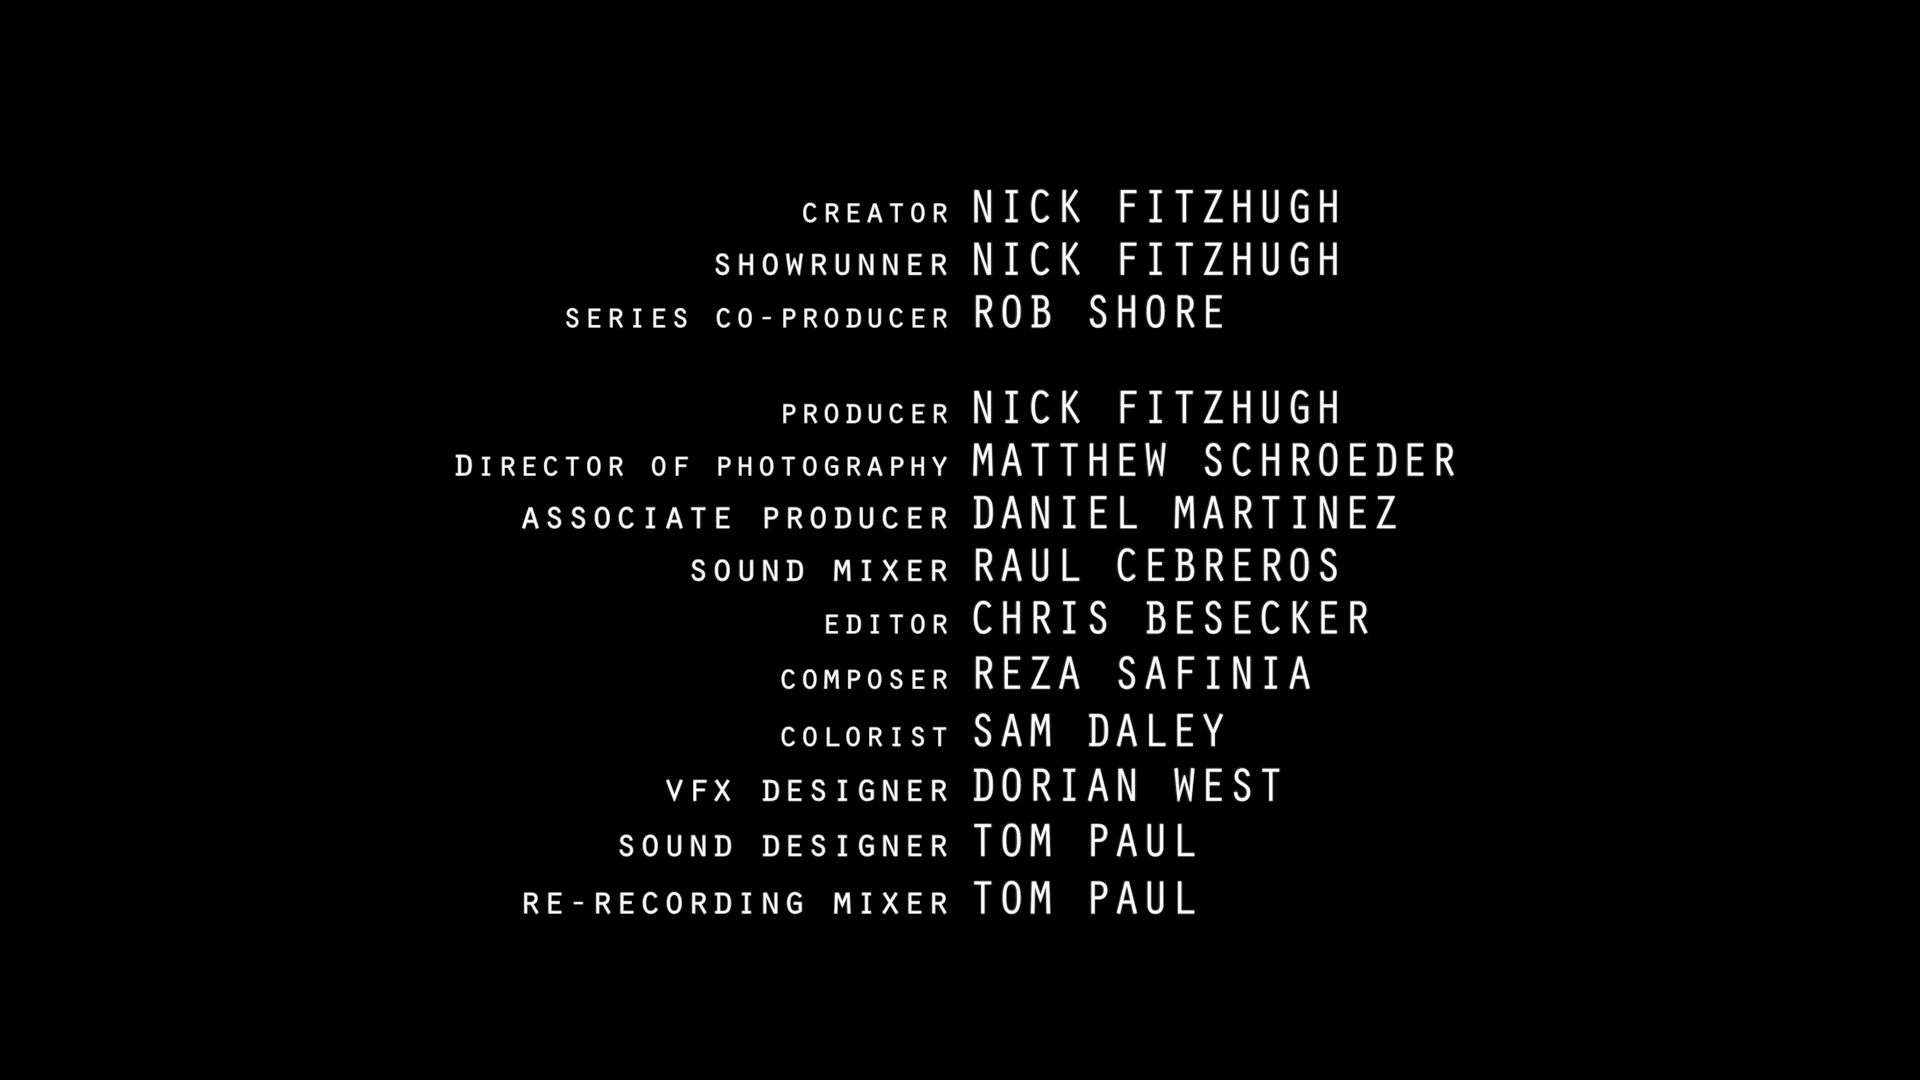 CREATOR NICK FITZHUGH
SHOWRUNNER NICK FITZHUGH
SERIES CO-PRODUCER ROB SHORE
PRODUCER NICK FITZHUGH
DIRECTOR OF PHOTOGRAPHY MATTHEW SCHROEDER
ASSOCIATE PRODUCER DANIEL MARTINEZ
SOUND MIXER RAUL CEBREROS
EDITOR CHRIS BESECKER
COMPOSER REZA SAFINIA
COLORIST SAM DALEY
VFX DESIGNER DORIAN WEST
SOUND DESIGNER TOM PAUL
RE-RECORDING MIXER TOM PAUL